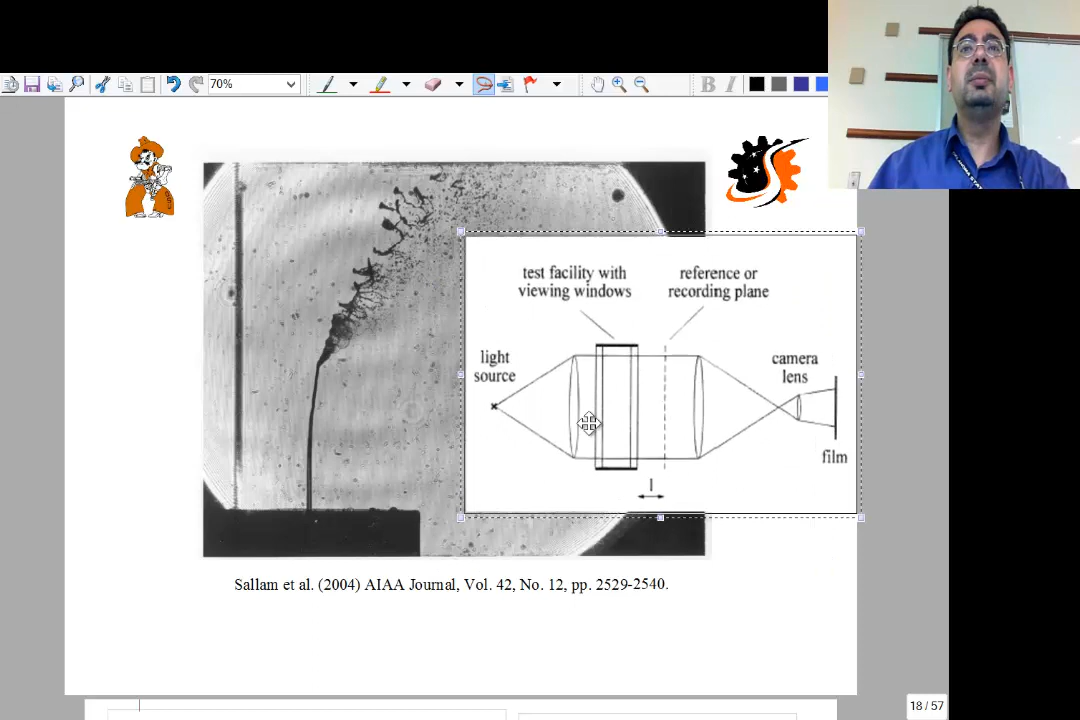 70%
B I
test facility with
viewing windows
reference or
recording plane
light
source
camera
lens
film
l
Sallam et al. (2004) AIAA Journal, Vol. 42, No. 12, pp. 2529-2540.
18 / 57